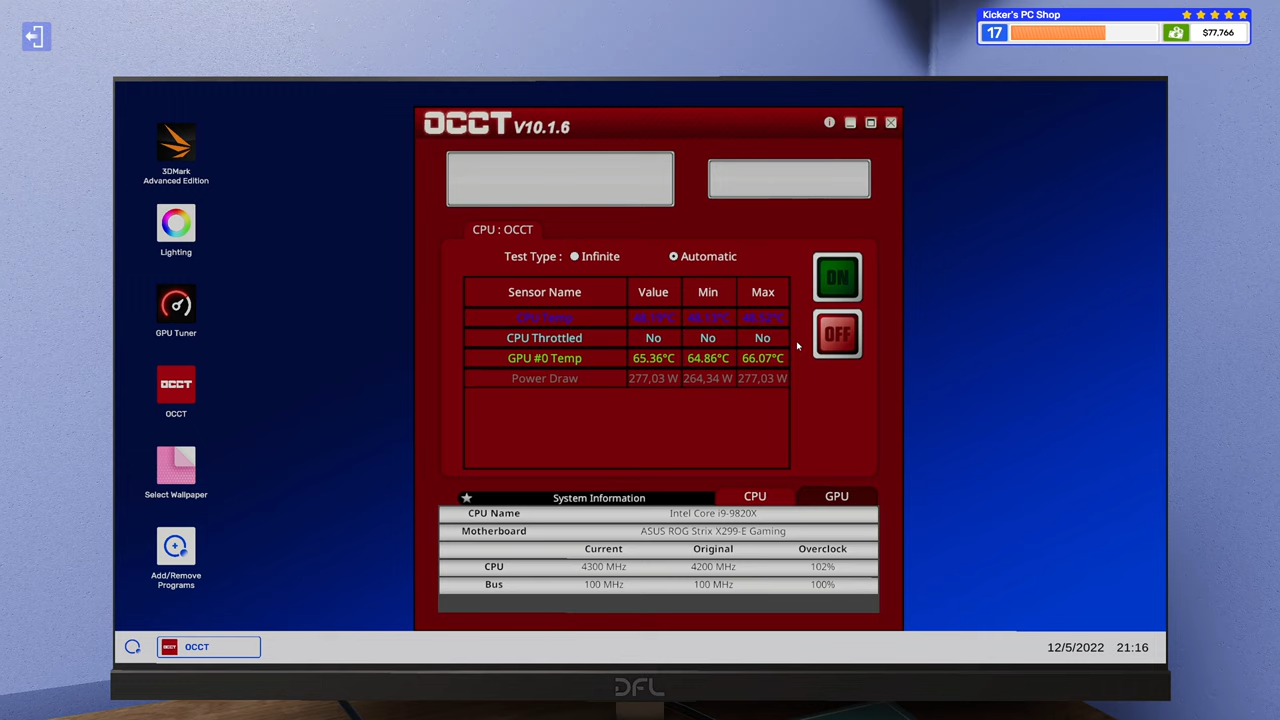 Kicker's PC Shop
17
$77,766
OCCT V10.1.6
3DMark
Advanced Edition
Lighting
GPU Tuner
OCCT
OCCT
Select Wallpaper
Add/Remove
Programs
CPU : OCCT
Test Type : Infinite Automatic
Sensor Name Value Min Max
CPU Temp
CPU Throttled No No No
GPU #0 Temp 65.36°C 64.86°C 66.07°C
Power Draw 277,03 W 264,34 W 277,03 W
ON
OFF
System Information CPU GPU
CPU Name Intel Core i9-9820X
Motherboard ASUS ROG Strix X299-E Gaming
Current Original Overclock
CPU 4300 MHz 4200 MHz 102%
Bus 100 MHz 100 MHz 100%
OCCT OCCT
12/5/2022 21:16
DFL